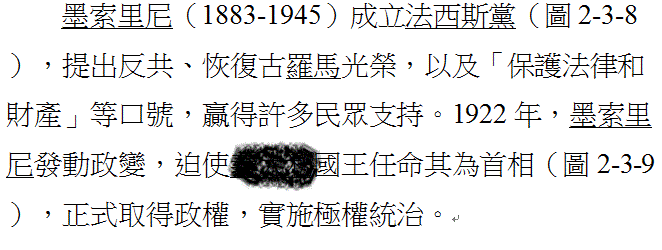 墨索里尼（1883-1945）成立法西斯黨（圖 2-3-8
），提出反共、恢復古羅馬光榮，以及「保護法律和
財產」等口號，贏得許多民眾支持。1922 年，墨索里
尼發動政變，迫使國王任命其為首相（圖 2-3-9
），正式取得政權，實施極權統治。